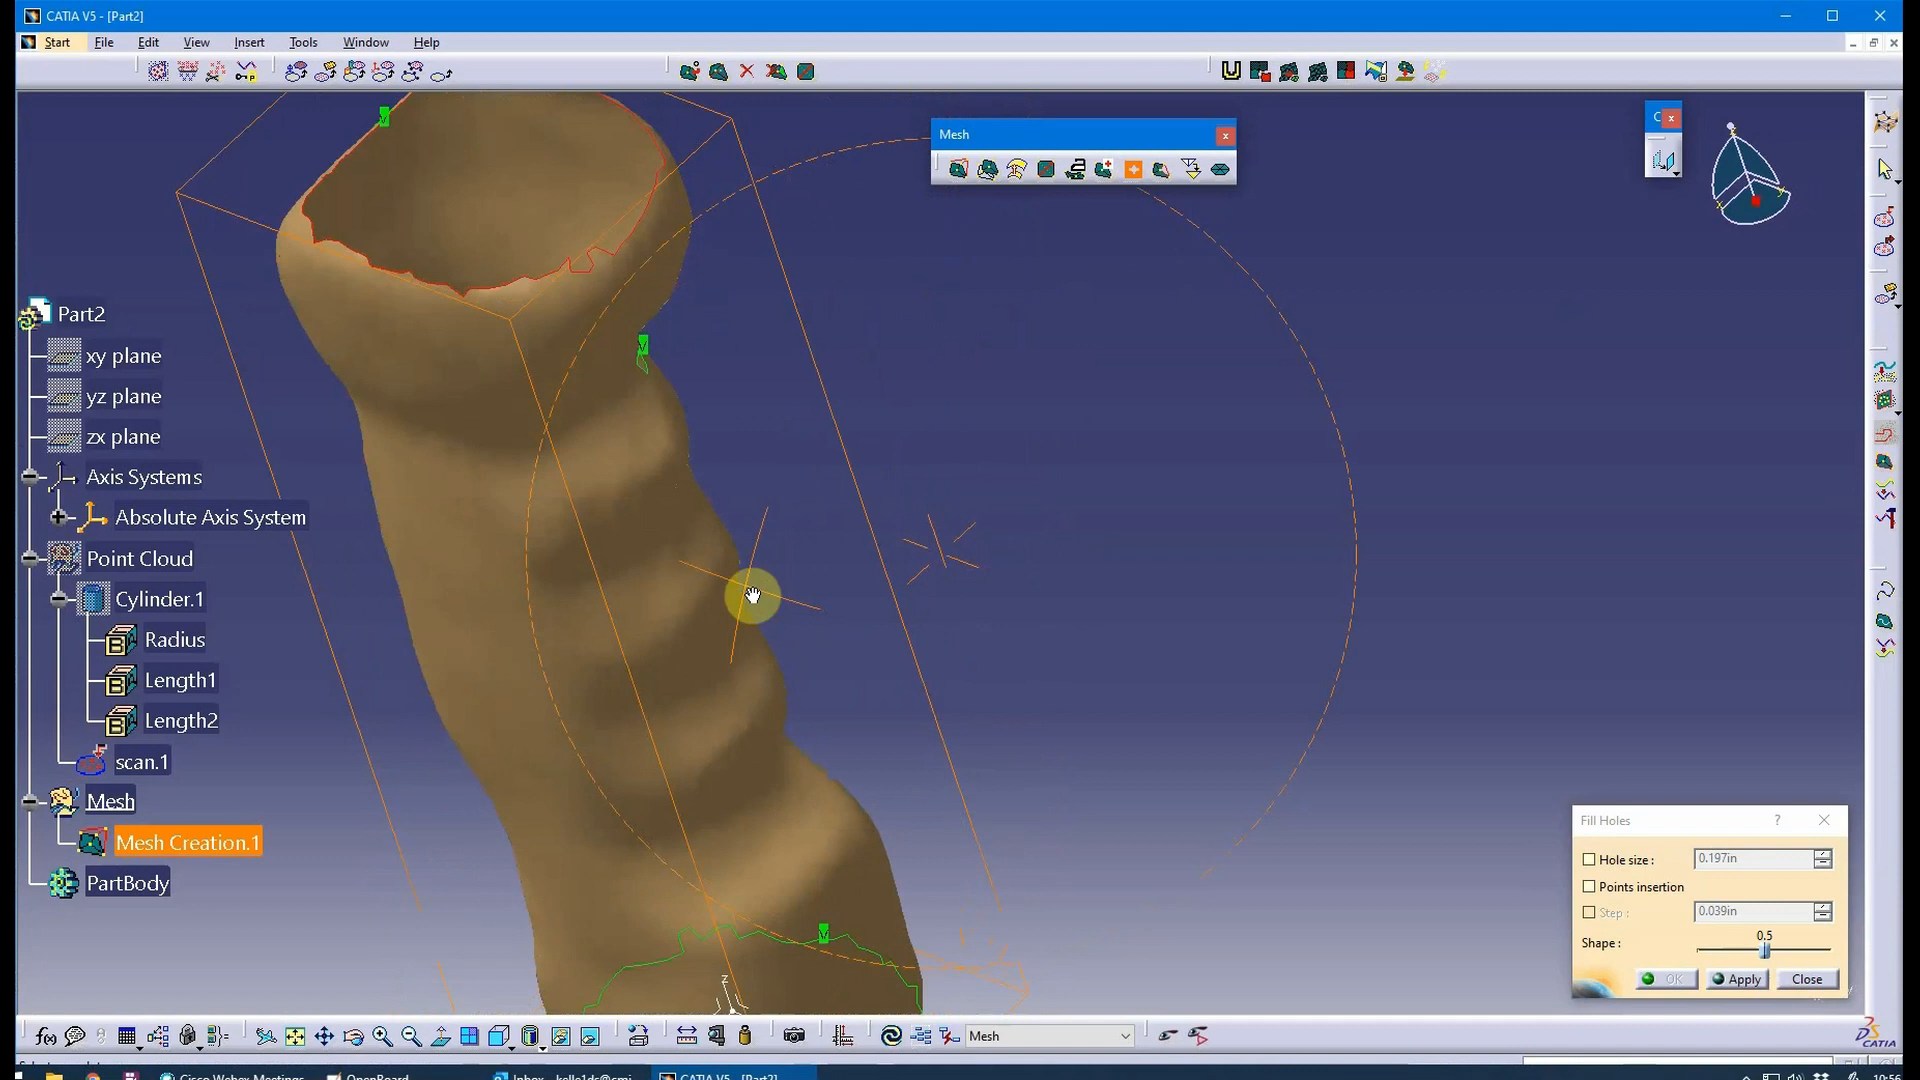 CATIA V5 - [Part2]
Start File Edit View Insert Tools Window Help
Mesh
C
Part2
xy plane
yz plane
zx plane
Axis Systems
Absolute Axis System
Point Cloud
Cylinder.1
Radius
Length1
Length2
scan.1
Mesh
Mesh Creation.1
PartBody
V
V
V
z
x
y
z
Fill Holes
Hole size : 0.197in
Points insertion
Step : 0.039in
0.5
Shape :
OK Apply Close
f(x)
Mesh
CATIA
Cisco Webex Meetings OpenBoard CATIA V5 - [Part2] 10:56